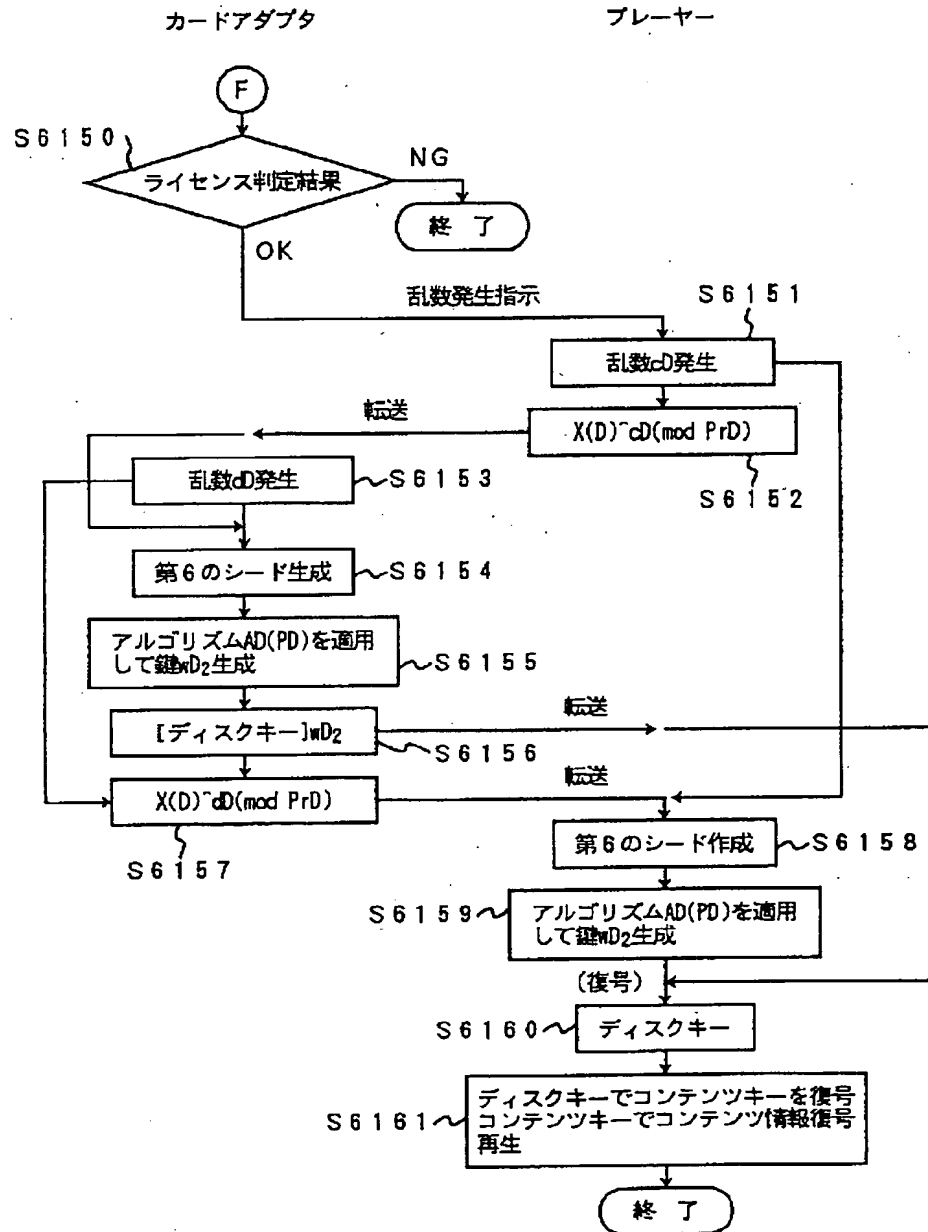 カードアダプタ
プレーヤー
F
S6150
ライセンス判定結果
NG
終了
OK
乱数発生指示
S6151
乱数cD発生
転送
X(D)^cD(mod PrD)
S6152
乱数dD発生
S6153
第6のシード生成
S6154
アルゴリズムAD(PD)を適用
して鍵wD₂生成
S6155
[ディスクキー]wD₂
S6156
転送
X(D)^dD(mod PrD)
S6157
転送
第6のシード作成
S6158
S6159
アルゴリズムAD(PD)を適用
して鍵wD₂生成
(復号)
S6160
ディスクキー
S6161
ディスクキーでコンテンツキーを復号
コンテンツキーでコンテンツ情報復号
再生
終了